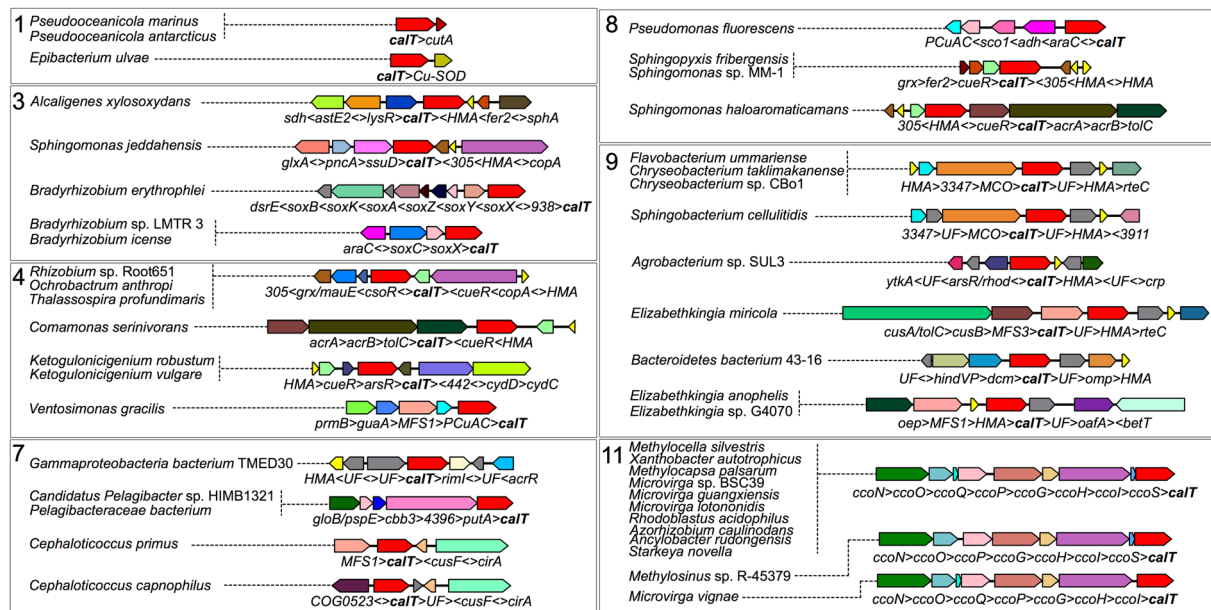 1
Pseudooceanicola marinus
Pseudooceanicola antarcticus
calT>cutA
Epibacterium ulvae
calT>Cu-SOD
3
Alcaligenes xylosoxydans
sdh<astE2<>lysR>calT><HMA<fer2<>sphA
Sphingomonas jeddahensis
glxA<>pncA>ssuD>calT><305<HMA<>copA
Bradyrhizobium erythrophlei
dsrE<soxB<soxK<soxA<soxZ<soxY<soxX<>938>calT
Bradyrhizobium sp. LMTR 3
Bradyrhizobium icense
araC<>soxC>soxX>calT
4
Rhizobium sp. Root651
Ochrobactrum anthropi
Thalassospira profundimaris
305<grx/mauE<csoR<>calT><cueR<copA<>HMA
Comamonas serinivorans
acrA>acrB>tolC>calT><cueR<HMA
Ketogulonicigenium robustum
Ketogulonicigenium vulgare
HMA>cueR>arsR>calT><442<>cydD>cydC
Ventosimonas gracilis
prmB>guaA>MFS1>PCuAC>calT
7
Gammaproteobacteria bacterium TMED30
HMA<UF<>UF>calT>rimI><UF<acrR
Candidatus Pelagibacter sp. HIMB1321
Pelagibacteraceae bacterium
gloB/pspE>cbb3>4396>putA>calT
Cephaloticoccus primus
MFS1>calT><cusF<>cirA
Cephaloticoccus capnophilus
COG0523<>calT>UF><cusF<>cirA
8
Pseudomonas fluorescens
PCuAC<sco1<adh<araC<>calT
Sphingopyxis fribergensis
Sphingomonas sp. MM-1
grx>fer2>cueR>calT><305<HMA<>HMA
Sphingomonas haloaromaticamans
305<HMA<>cueR>calT>acrA>acrB>tolC
9
Flavobacterium ummariense
Chryseobacterium taklimakanense
Chryseobacterium sp. CBo1
HMA>3347>MCO>calT>UF>HMA>rteC
Sphingobacterium cellulitidis
3347>UF>MCO>calT>UF>HMA><3911
Agrobacterium sp. SUL3
ytkA<UF<arsR/rhod<>calT>HMA><UF<>crp
Elizabethkingia miricola
cusA/tolC>cusB>MFS3>calT>UF>HMA>rteC
Bacteroidetes bacterium 43-16
UF<>hindVP>dcm>calT>UF>omp>HMA
Elizabethkingia anophelis
Elizabethkingia sp. G4070
oep>MFS1>HMA>calT>UF>oafA><betT
11
Methylocella silvestris
Xanthobacter autotrophicus
Methylocapsa palsarum
Microvirga sp. BSC39
Microvirga guangxiensis
Microvirga lotononidis
Rhodoblastus acidophilus
Azorhizobium caulinodans
Ancylobacter rudongensis
Starkeya novella
ccoN>ccoO>ccoQ>ccoP>ccoG>ccoH>ccoI>ccoS>calT
Methylosinus sp. R-45379
ccoN>ccoO>ccoP>ccoG>ccoH>ccoI>ccoS>calT
Microvirga vignae
ccoN>ccoO>ccoQ>ccoP>ccoG>ccoH>ccoI>calT